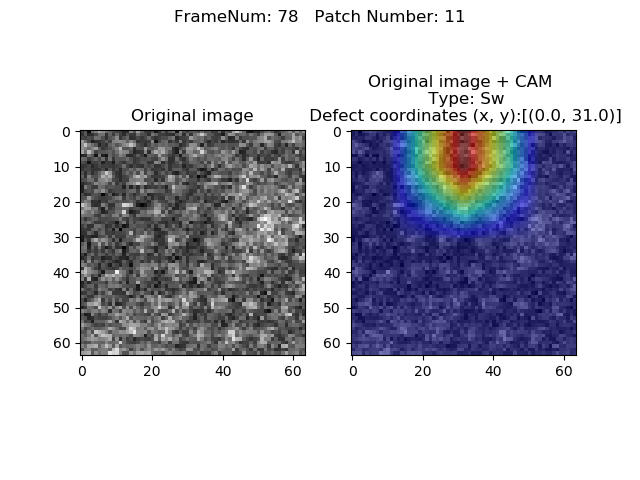 FrameNum: 78   Patch Number: 11
Original image
0
10
20
30
40
50
60
0 20 40 60
Original image + CAM
Type: Sw
Defect coordinates (x, y):[(0.0, 31.0)]
0
10
20
30
40
50
60
0 20 40 60